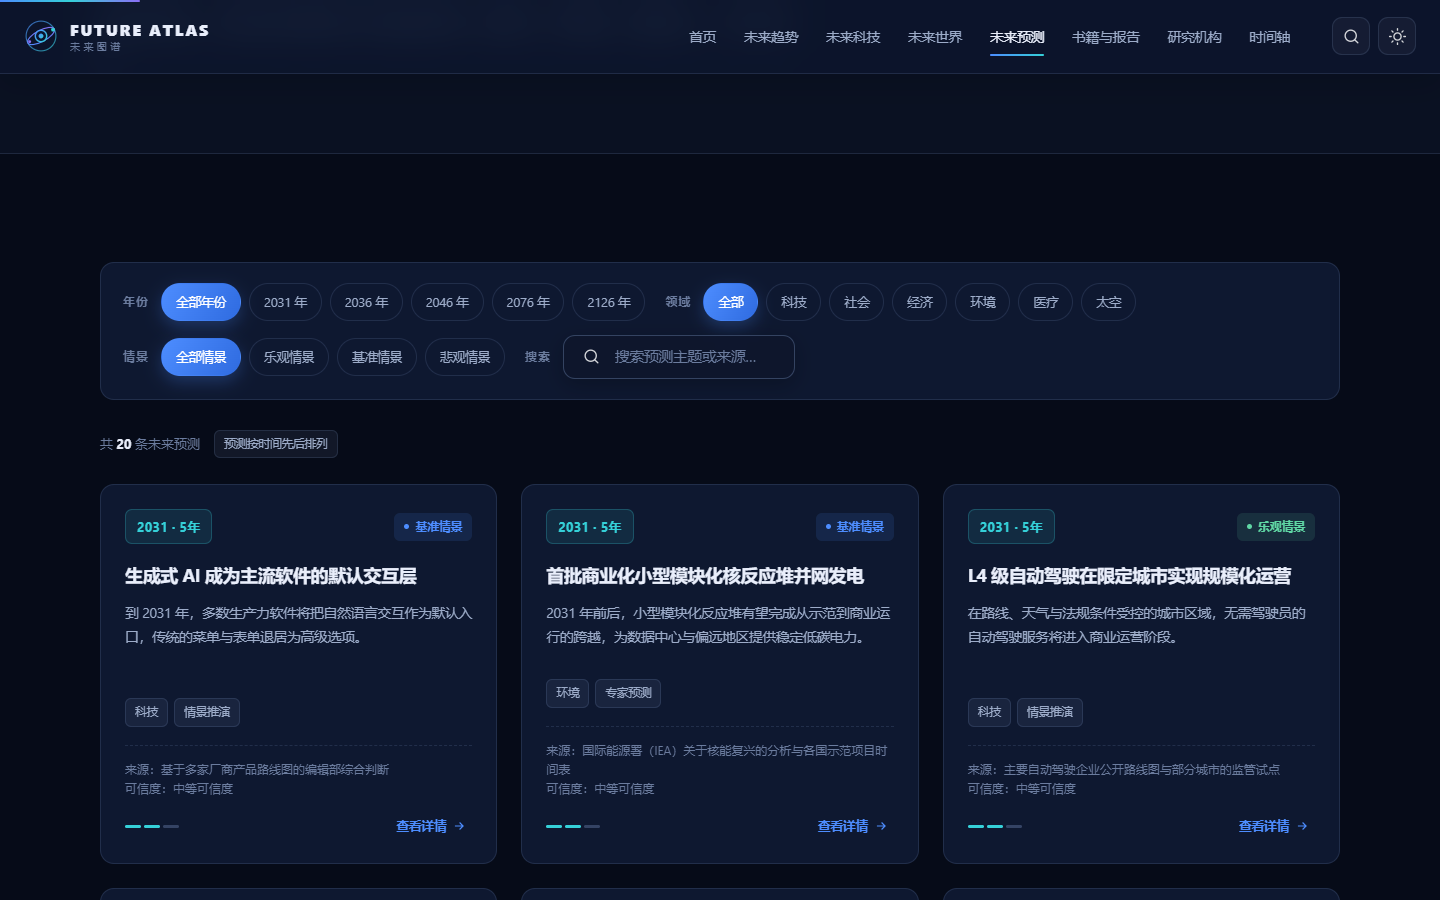 FUTURE ATLAS
未来图谱
首页 未来趋势 未来科技 未来世界 未来预测 书籍与报告 研究机构 时间轴
年份 全部年份 2031 年 2036 年 2046 年 2076 年 2126 年 领域 全部 科技 社会 经济 环境 医疗 太空
情景 全部情景 乐观情景 基准情景 悲观情景 搜索 搜索预测主题或来源...
共 20 条未来预测 预测按时间先后排列
2031 · 5年 基准情景
生成式 AI 成为主流软件的默认交互层
到 2031 年，多数生产力软件将把自然语言交互作为默认入
口，传统的菜单与表单退居为高级选项。
科技 情景推演
来源：基于多家厂商产品路线图的编辑部综合判断
可信度：中等可信度
查看详情 →
2031 · 5年 基准情景
首批商业化小型模块化核反应堆并网发电
2031 年前后，小型模块化反应堆有望完成从示范到商业运
行的跨越，为数据中心与偏远地区提供稳定低碳电力。
环境 专家预测
来源：国际能源署（IEA）关于核能复兴的分析与各国示范项目时
间表
可信度：中等可信度
查看详情 →
2031 · 5年 乐观情景
L4 级自动驾驶在限定城市实现规模化运营
在路线、天气与法规条件受控的城市区域，无需驾驶员的
自动驾驶服务将进入商业运营阶段。
科技 情景推演
来源：主要自动驾驶企业公开路线图与部分城市的监管试点
可信度：中等可信度
查看详情 →